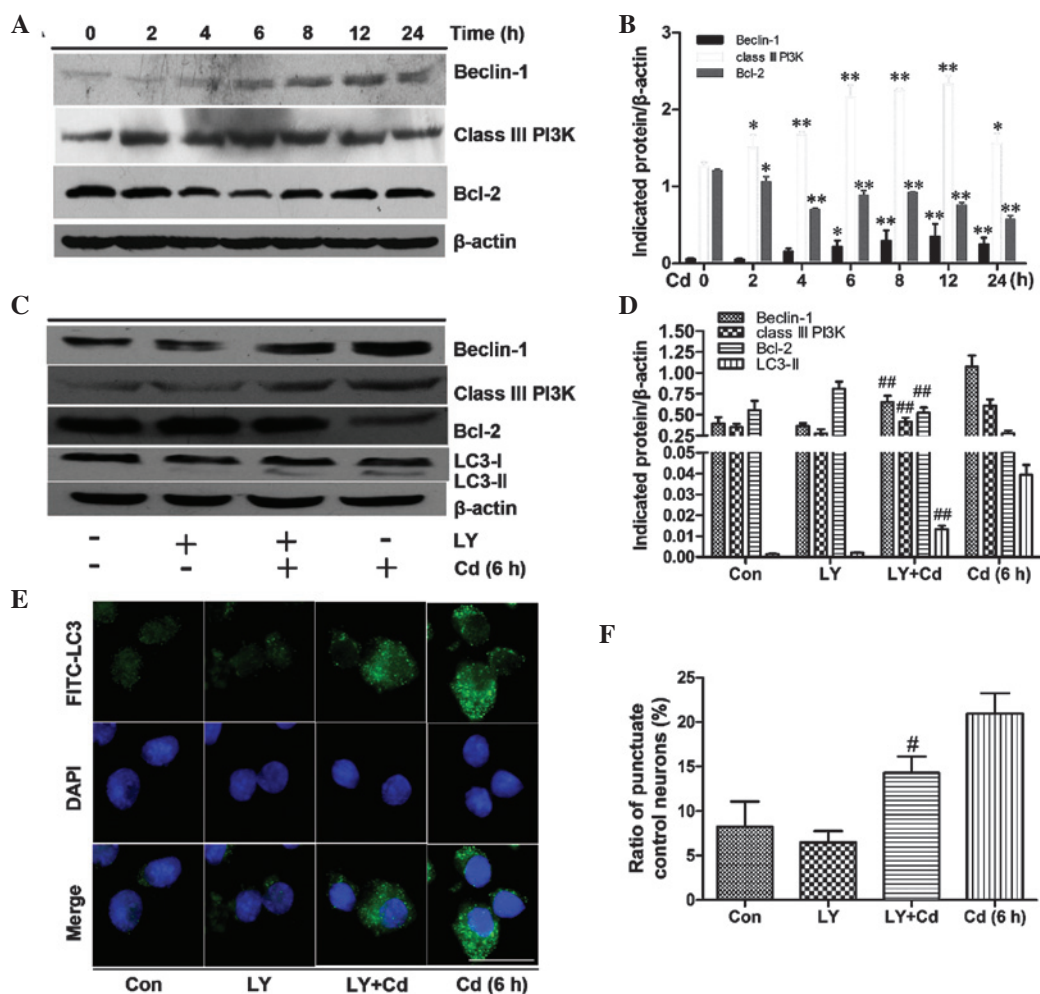 A
0 2 4 6 8 12 24 Time (h)
Beclin-1
Class III PI3K
Bcl-2
β-actin
B
Indicated protein/β-actin
3
2
1
0
Beclin-1
class III PI3K
Bcl-2
* ** ** ** ** *
* ** ** ** ** **
* ** ** **
Cd 0 2 4 6 8 12 24 (h)
C
Beclin-1
Class III PI3K
Bcl-2
LC3-I
LC3-II
β-actin
- + + - LY
- - + + Cd (6 h)
D
Indicated protein/β-actin
Beclin-1
class III PI3K
Bcl-2
LC3-II
1.50
1.25
1.00
0.75
0.50
0.25
0.05
0.04
0.03
0.02
0.01
0.00
## ## ##
##
Con LY LY+Cd Cd (6 h)
E
FITC-LC3
DAPI
Merge
Con LY LY+Cd Cd (6 h)
F
Ratio of punctuate
control neurons (%)
25
20
15
10
5
0
#
Con LY LY+Cd Cd (6 h)